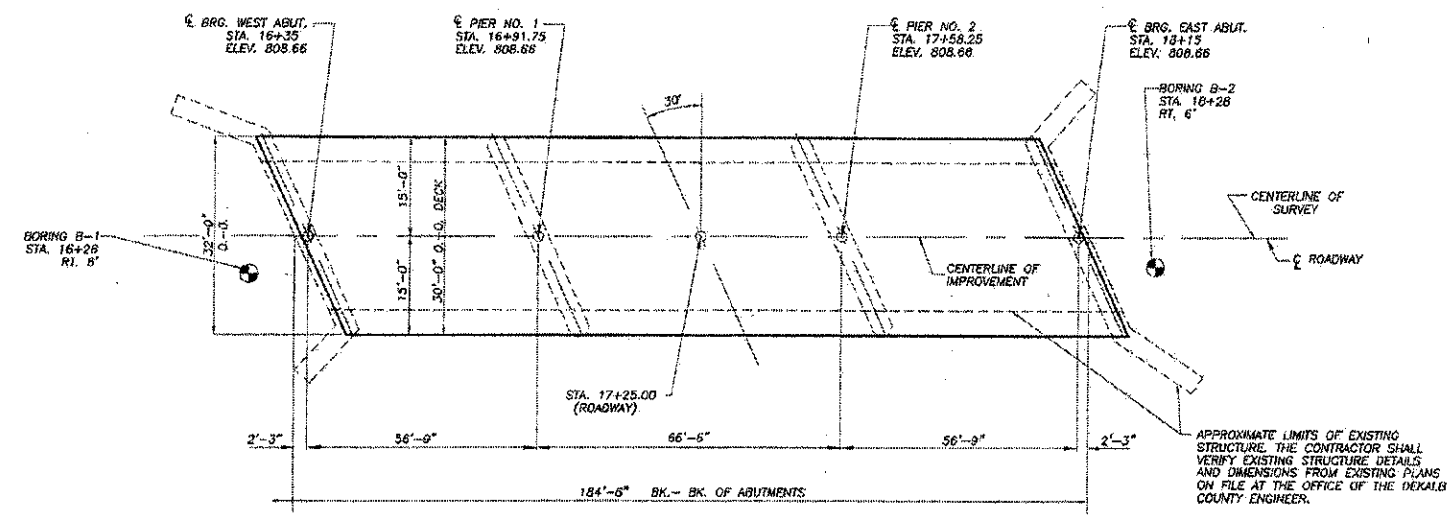 ℄ BRG. WEST ABUT.
STA. 16+35
ELEV. 808.66
℄ PIER NO. 1
STA. 16+91.75
ELEV. 808.66
℄ PIER NO. 2
STA. 17+58.25
ELEV. 808.66
℄ BRG. EAST ABUT.
STA. 18+15
ELEV. 808.66
BORING B-2
STA. 18+28
RT. 6'
30'
CENTERLINE OF
SURVEY
℄ ROADWAY
BORING B-1
STA. 16+26
RT. 8'
32'-0"
O.-O.
15'-0"
15'-0"
30'-0" O.-O. DECK
CENTERLINE OF
IMPROVEMENT
STA. 17+25.00
(ROADWAY)
2'-3"
56'-9"
66'-6"
56'-9"
2'-3"
184'-6" BK.- BK. OF ABUTMENTS
APPROXIMATE LIMITS OF EXISTING
STRUCTURE. THE CONTRACTOR SHALL
VERIFY EXISTING STRUCTURE DETAILS
AND DIMENSIONS FROM EXISTING PLANS
ON FILE AT THE OFFICE OF THE DEKALB
COUNTY ENGINEER.